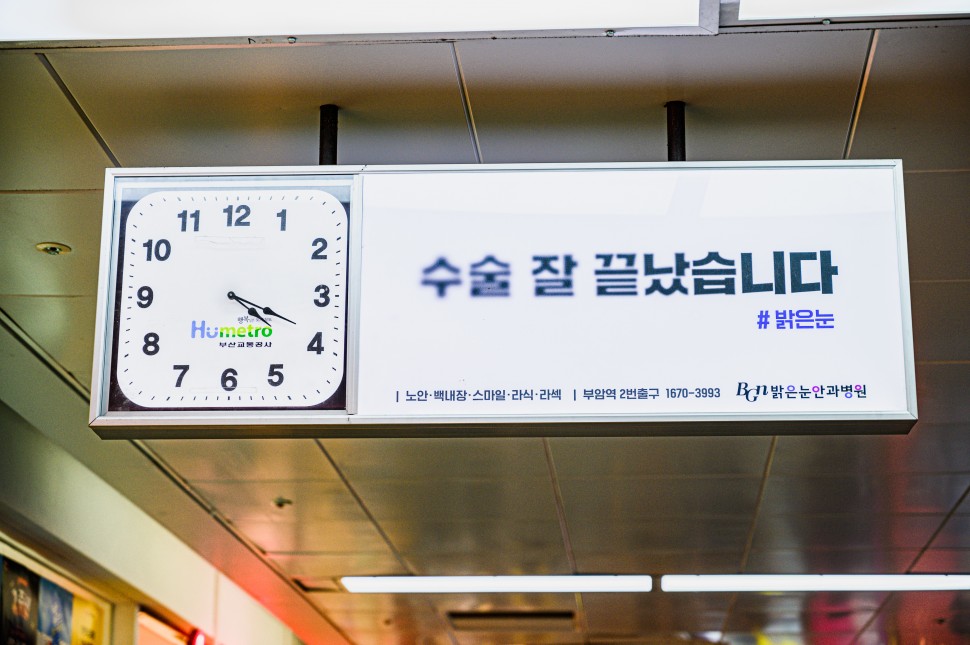 11 12 1
10 2
9 3
8 4
7 6 5
Humetro
부산교통공사
수술 잘 끝났습니다
# 밝은눈
| 노안·백내장·스마일·라식·라섹 | 부암역 2번출구 1670-3993 BGn 밝은눈안과병원